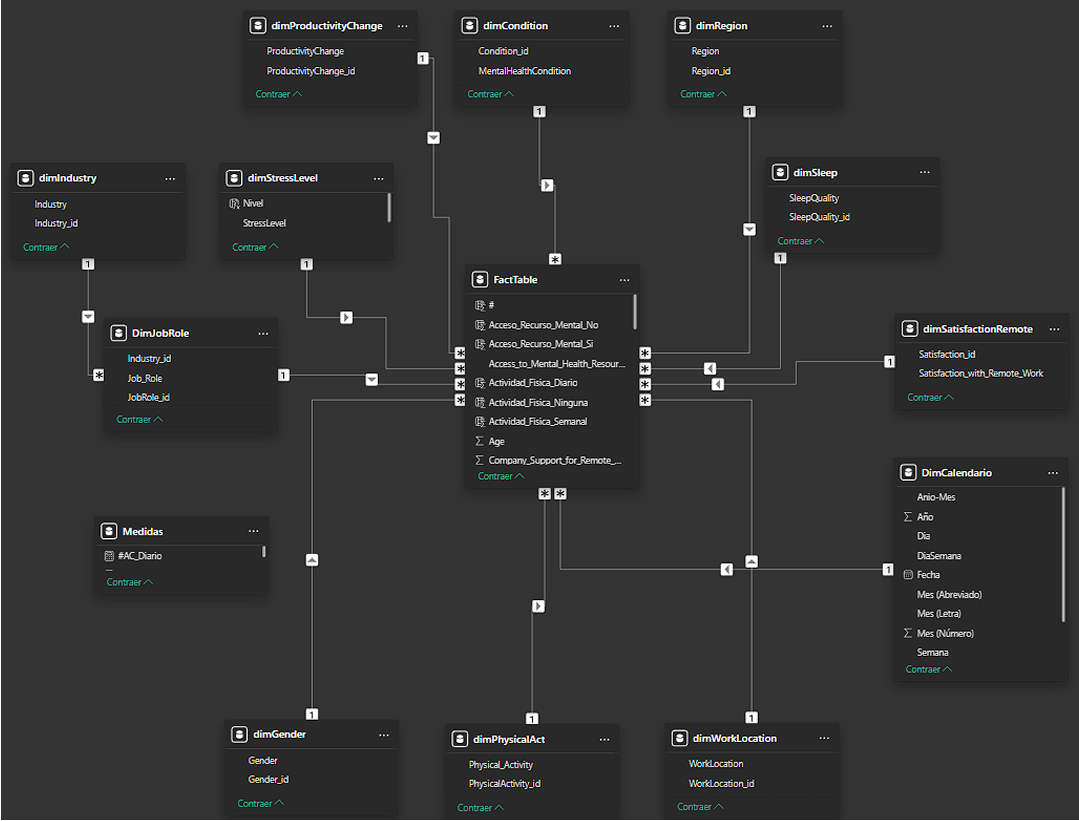 dimProductivityChange
ProductivityChange
ProductivityChange_id
Contraer
dimCondition
Condition_id
MentalHealthCondition
Contraer
dimRegion
Region
Region_id
Contraer
1
1
1
dimIndustry
Industry
Industry_id
Contraer
dimStressLevel
Nivel
StressLevel
Contraer
dimSleep
SleepQuality
SleepQuality_id
Contraer
1
1
1
*
FactTable
#
Acceso_Recurso_Mental_No
Acceso_Recurso_Mental_Si
Access_to_Mental_Health_Resour...
Actividad_Fisica_Diario
Actividad_Fisica_Ninguna
Actividad_Fisica_Semanal
Σ Age
Σ Company_Support_for_Remote_...
Contraer
DimJobRole
Industry_id
Job_Role
JobRole_id
Contraer
*
1
*
*
*
*
*
*
*
*
dimSatisfactionRemote
Satisfaction_id
Satisfaction_with_Remote_Work
Contraer
1
* *
DimCalendario
Anio-Mes
Σ Año
Dia
DiaSemana
Fecha
Mes (Abreviado)
Mes (Letra)
Σ Mes (Número)
Semana
Contraer
1
Medidas
#AC_Diario
Contraer
1
1
1
dimGender
Gender
Gender_id
Contraer
dimPhysicalAct
Physical_Activity
PhysicalActivity_id
Contraer
dimWorkLocation
WorkLocation
WorkLocation_id
Contraer